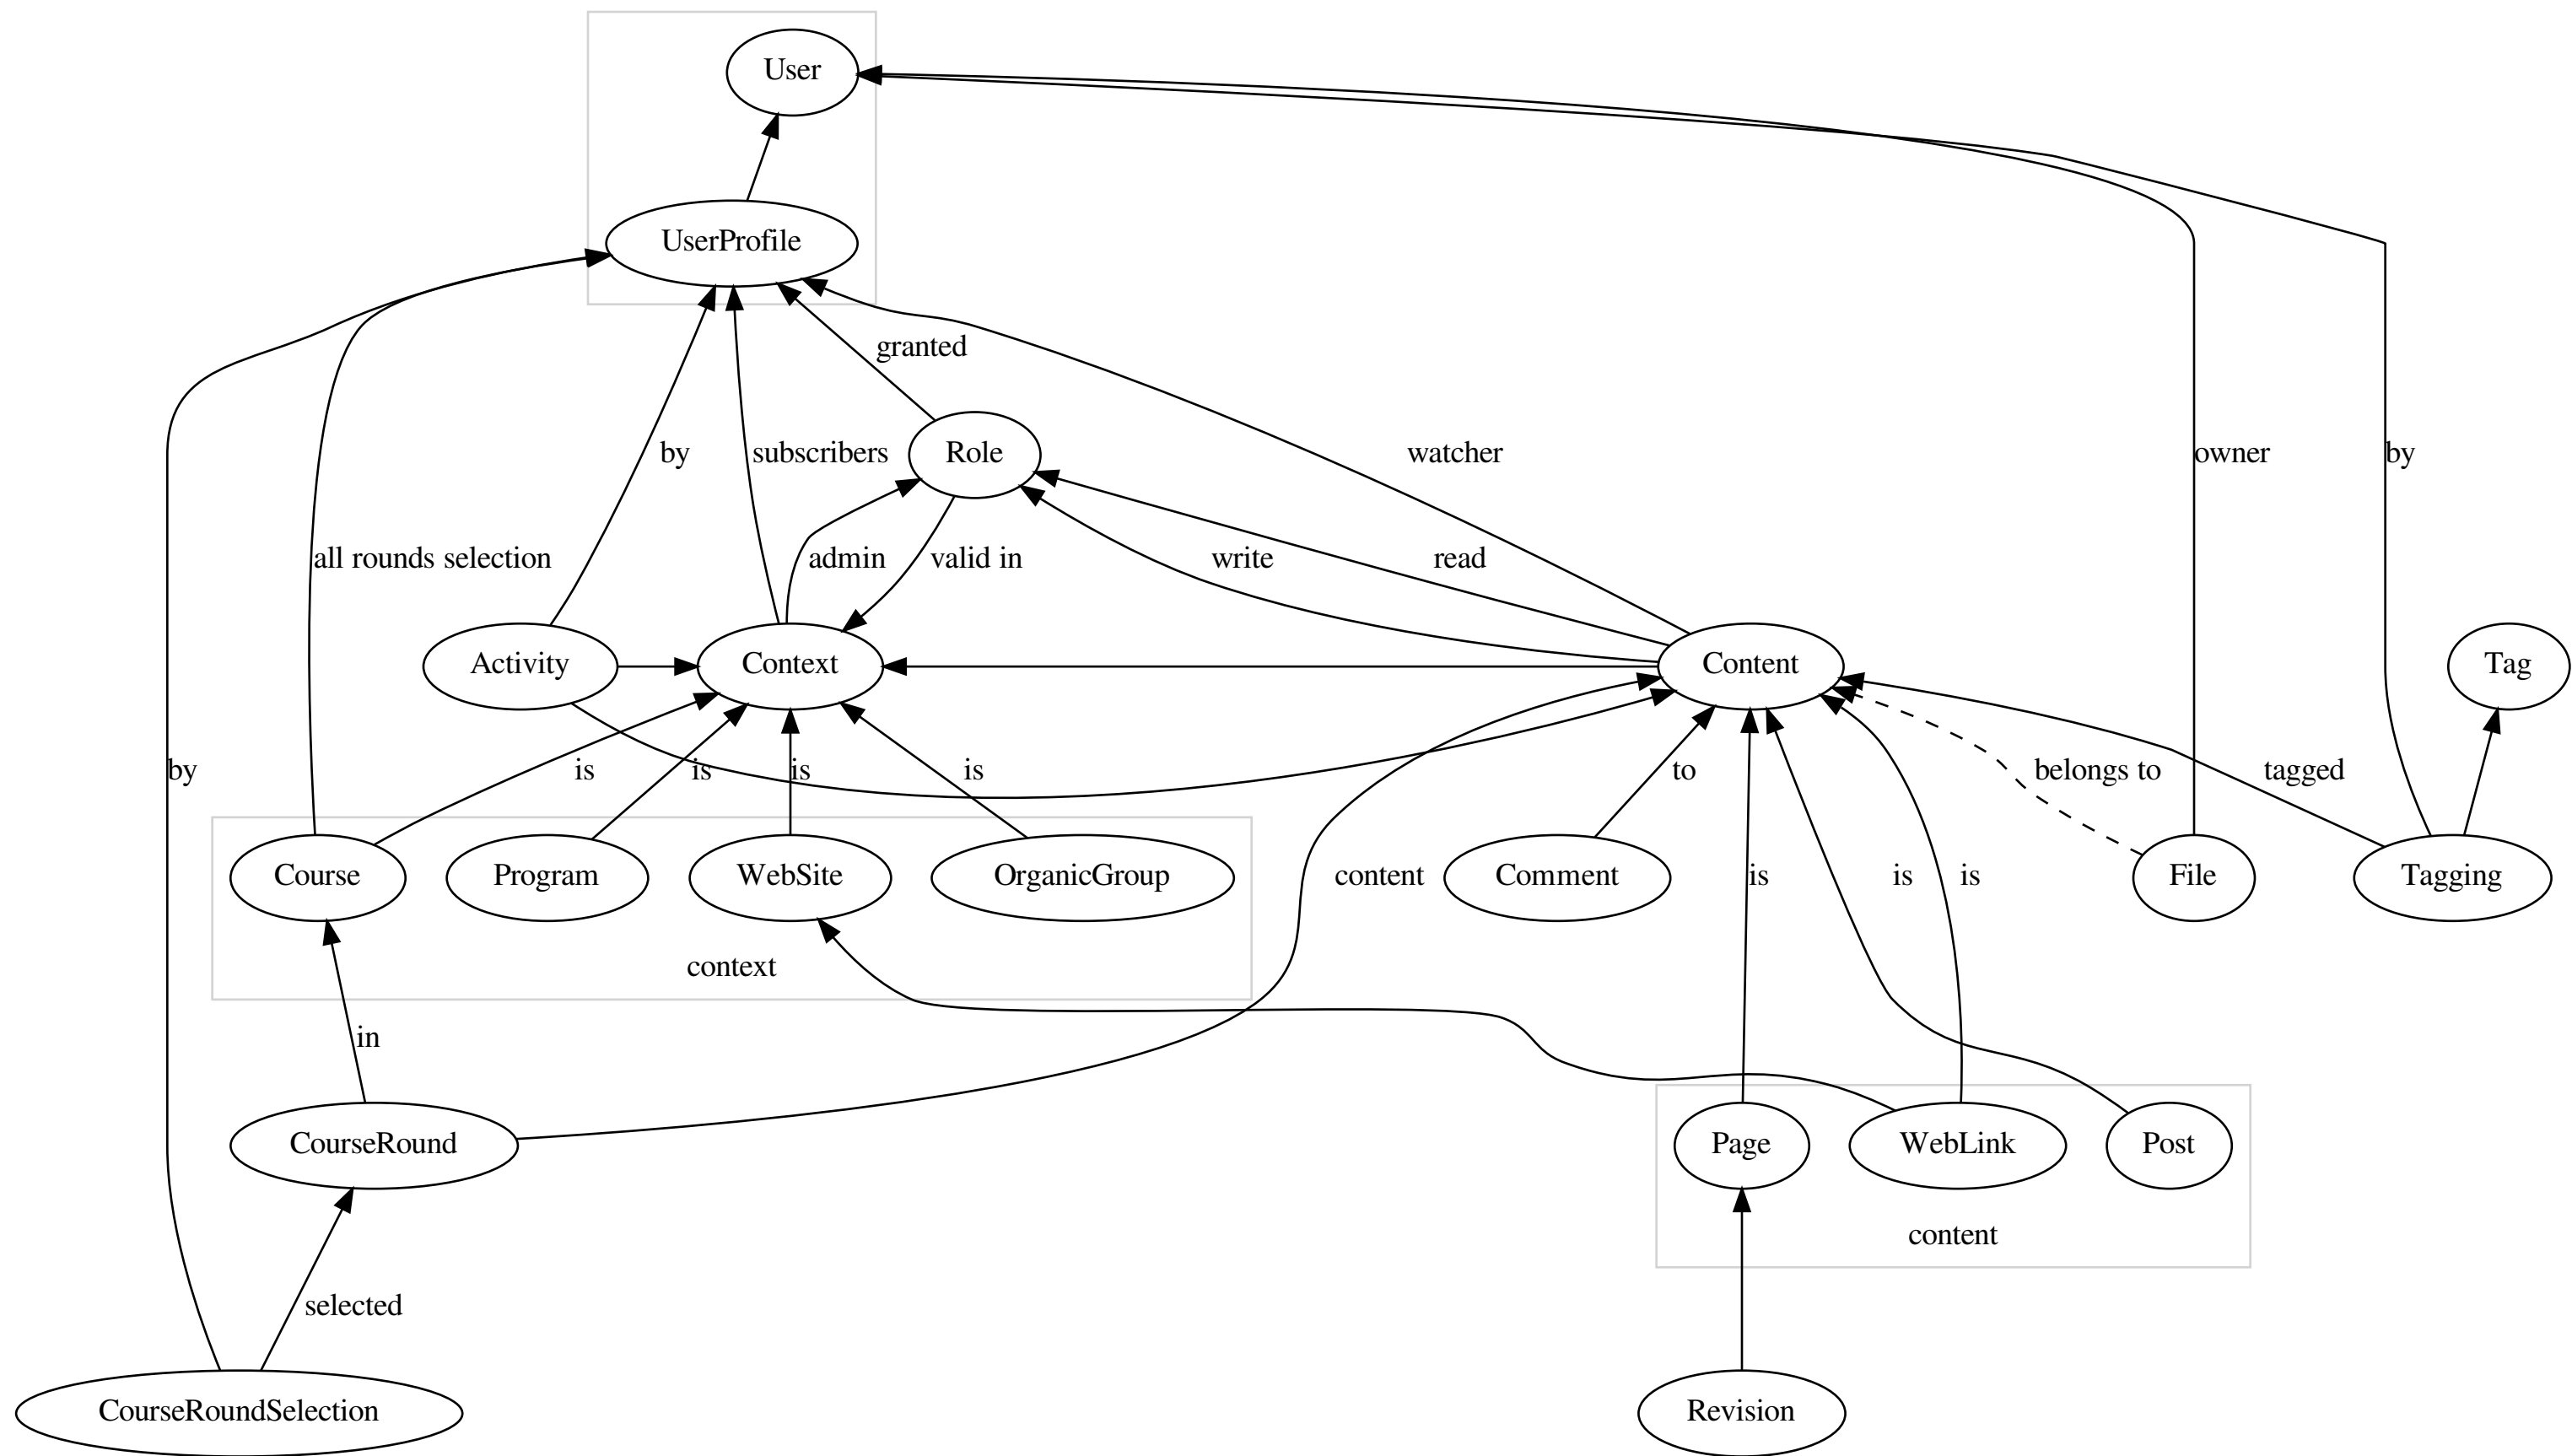 User
UserProfile
granted
by
subscribers
Role
watcher
owner
by
all rounds selection
admin
valid in
write
read
Activity
Context
Content
Tag
by
is
is
is
is
to
belongs to
tagged
Course
Program
WebSite
OrganicGroup
content
Comment
is
is
is
File
Tagging
context
in
CourseRound
Page
WebLink
Post
content
selected
CourseRoundSelection
Revision